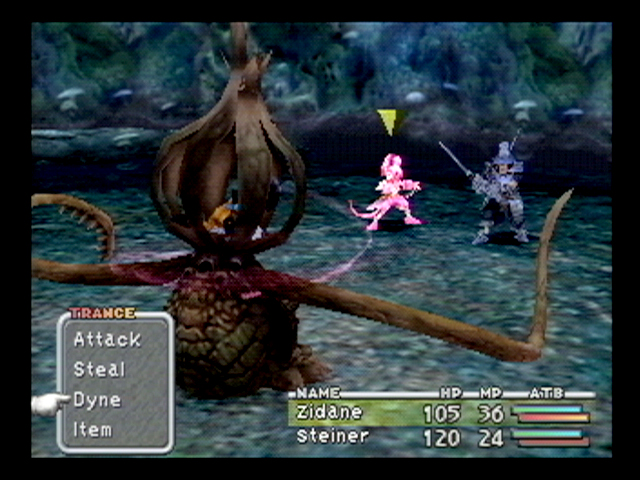 TRANCE
Attack
Steal
Dyne
Item
NAME HP MP ATB
Zidane 105 36
Steiner 120 24